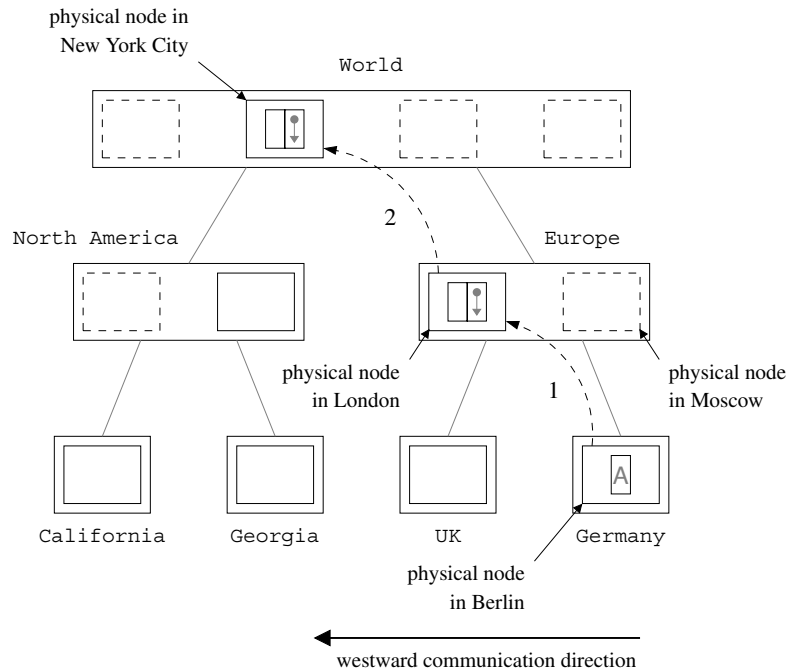 physical node in
New York City
World
2
North America
Europe
physical node
in London
1
physical node
in Moscow
A
California
Georgia
UK
Germany
physical node
in Berlin
westward communication direction